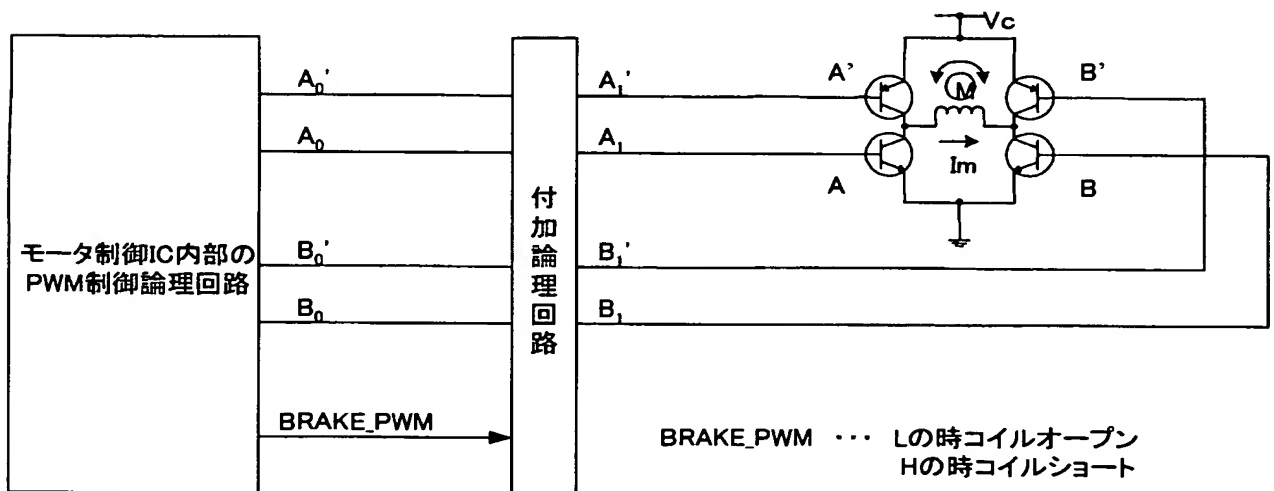 Vc
A₀'
A₁'
A'
B'
M
A₀
A₁
Im
A
B
付加論理回路
モータ制御IC内部の
PWM制御論理回路
B₀'
B₁'
B₀
B₁
BRAKE_PWM
BRAKE_PWM ・・・ Lの時コイルオープン
Hの時コイルショート